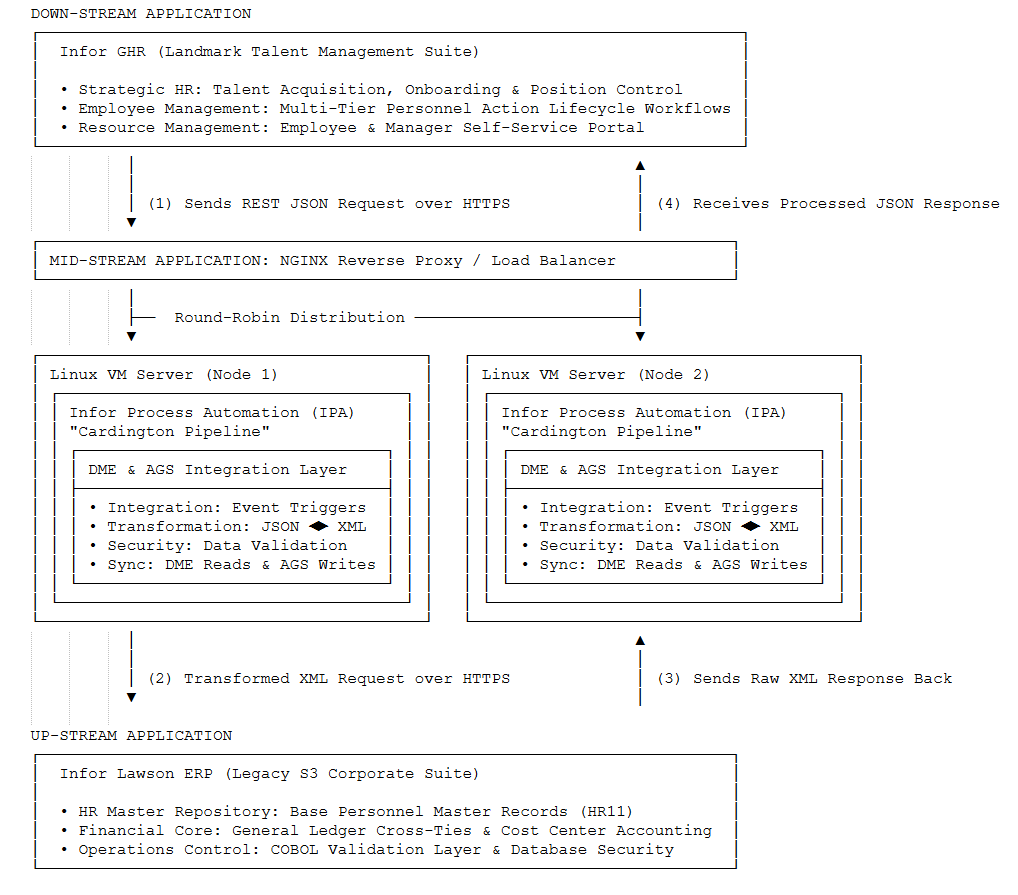 DOWN-STREAM APPLICATION
Infor GHR (Landmark Talent Management Suite)
• Strategic HR: Talent Acquisition, Onboarding & Position Control
• Employee Management: Multi-Tier Personnel Action Lifecycle Workflows
• Resource Management: Employee & Manager Self-Service Portal
(1) Sends REST JSON Request over HTTPS
(4) Receives Processed JSON Response
MID-STREAM APPLICATION: NGINX Reverse Proxy / Load Balancer
Round-Robin Distribution
Linux VM Server (Node 1)
Infor Process Automation (IPA)
"Cardington Pipeline"
DME & AGS Integration Layer
• Integration: Event Triggers
• Transformation: JSON ◄► XML
• Security: Data Validation
• Sync: DME Reads & AGS Writes
Linux VM Server (Node 2)
Infor Process Automation (IPA)
"Cardington Pipeline"
DME & AGS Integration Layer
• Integration: Event Triggers
• Transformation: JSON ◄► XML
• Security: Data Validation
• Sync: DME Reads & AGS Writes
(2) Transformed XML Request over HTTPS
(3) Sends Raw XML Response Back
UP-STREAM APPLICATION
Infor Lawson ERP (Legacy S3 Corporate Suite)
• HR Master Repository: Base Personnel Master Records (HR11)
• Financial Core: General Ledger Cross-Ties & Cost Center Accounting
• Operations Control: COBOL Validation Layer & Database Security